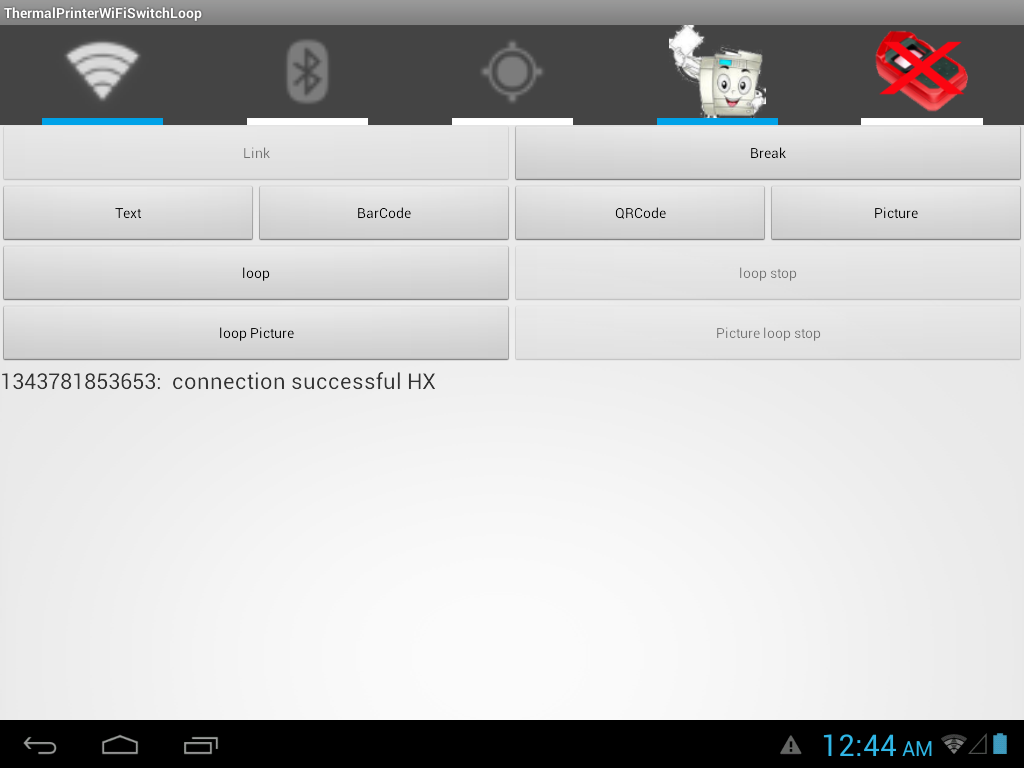 ThermalPrinterWiFiSwitchLoop
Link
Break
Text
BarCode
QRCode
Picture
loop
loop stop
loop Picture
Picture loop stop
1343781853653: connection successful HX
12:44 AM